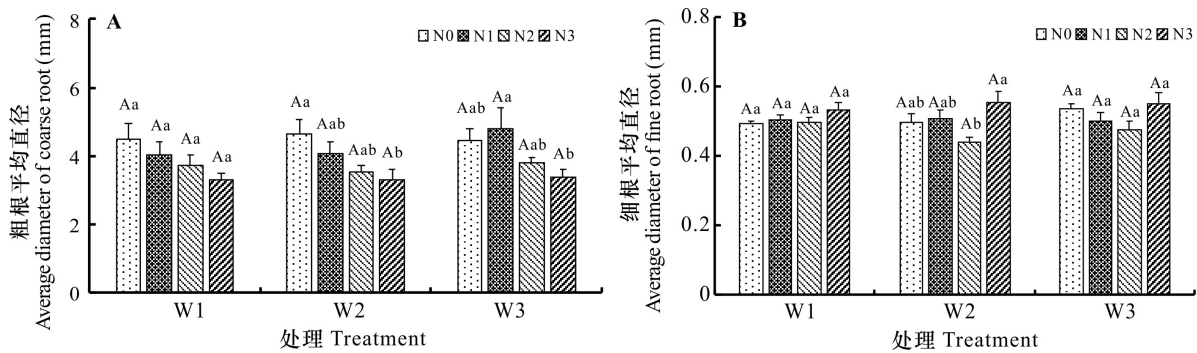 A
N0 N1 N2 N3
粗根平均直径
Average diameter of coarse root (mm)
8
6
4
2
0
Aa Aa Aa Aa
Aa Aab Aab Ab
Aab Aa Aab Ab
W1 W2 W3
处理 Treatment
B
N0 N1 N2 N3
细根平均直径
Average diameter of fine root (mm)
0.8
0.6
0.4
0.2
0
Aa Aa Aa Aa
Aab Aab Ab Aa
Aa Aa Aa Aa
W1 W2 W3
处理 Treatment